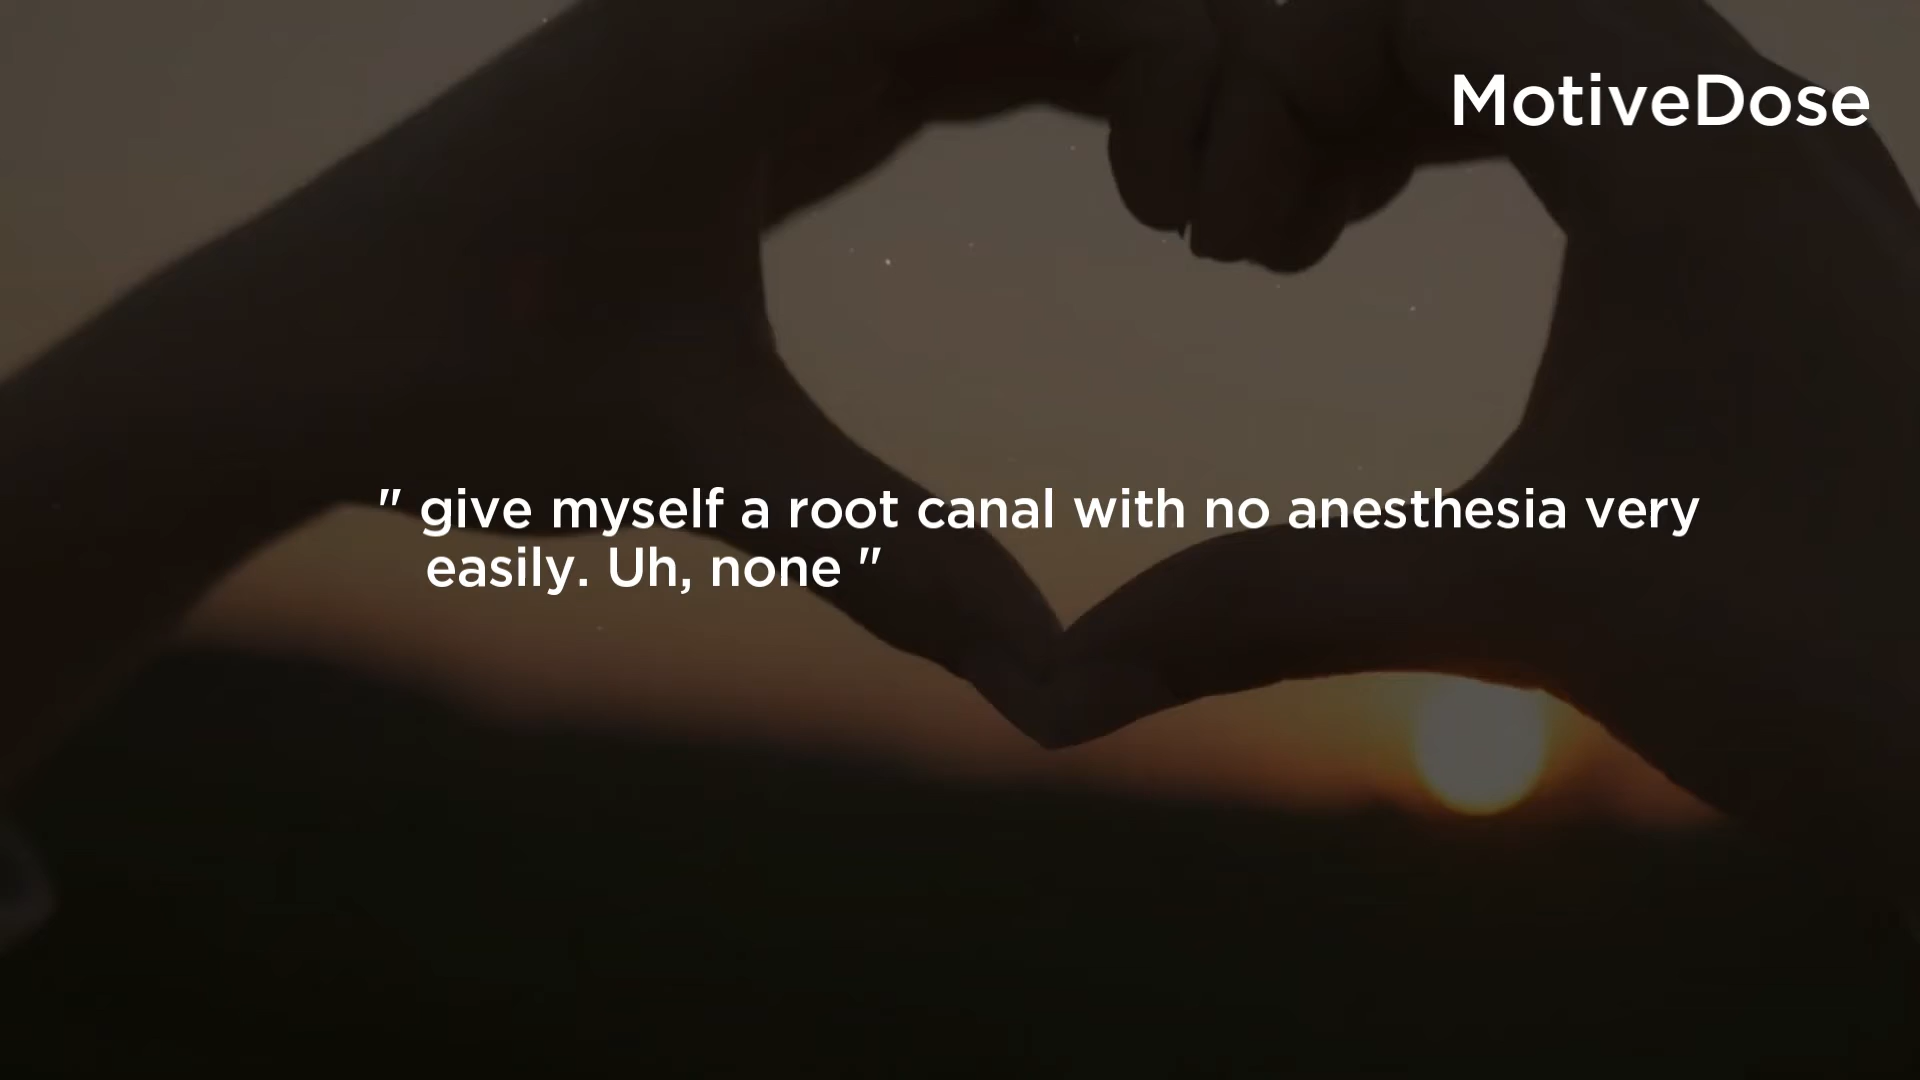 MotiveDose
" give myself a root canal with no anesthesia very
easily. Uh, none "